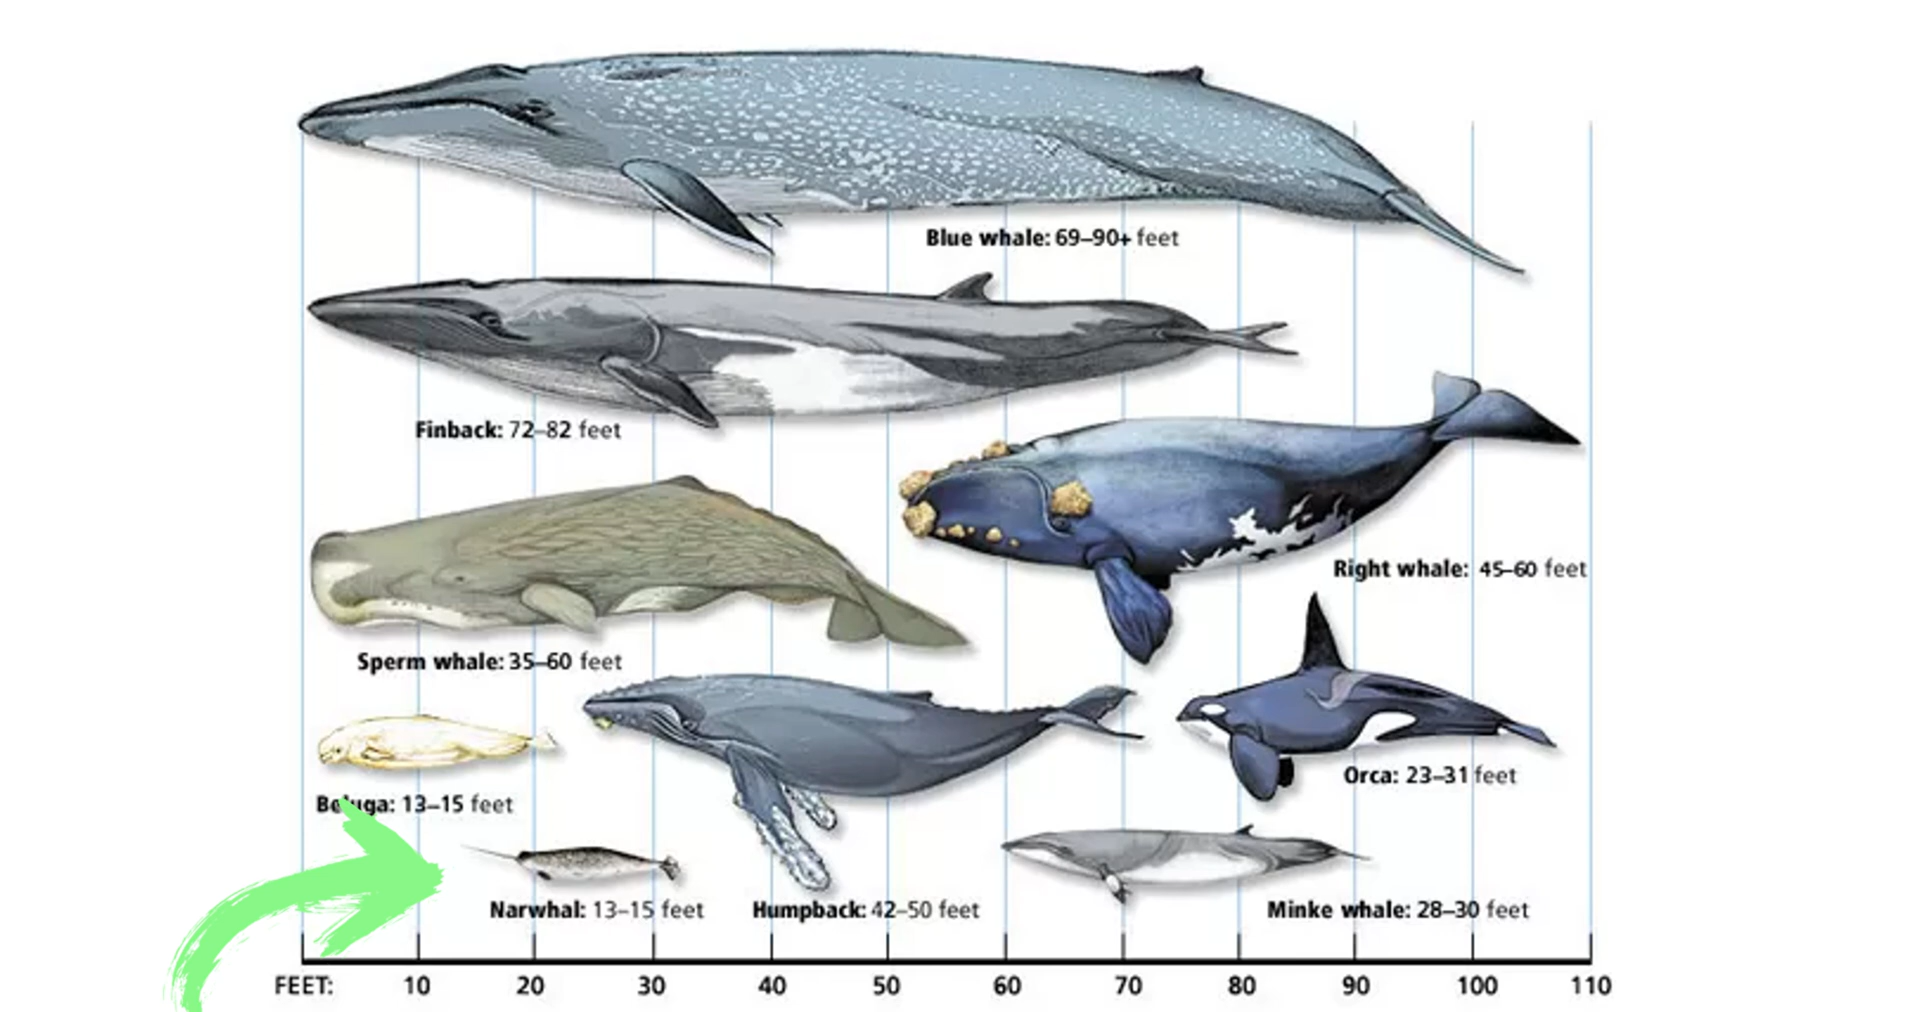 Blue whale: 69–90+ feet
Finback: 72–82 feet
Right whale: 45–60 feet
Sperm whale: 35–60 feet
Orca: 23–31 feet
Beluga: 13–15 feet
Narwhal: 13–15 feet
Humpback: 42–50 feet
Minke whale: 28–30 feet
FEET: 10 20 30 40 50 60 70 80 90 100 110